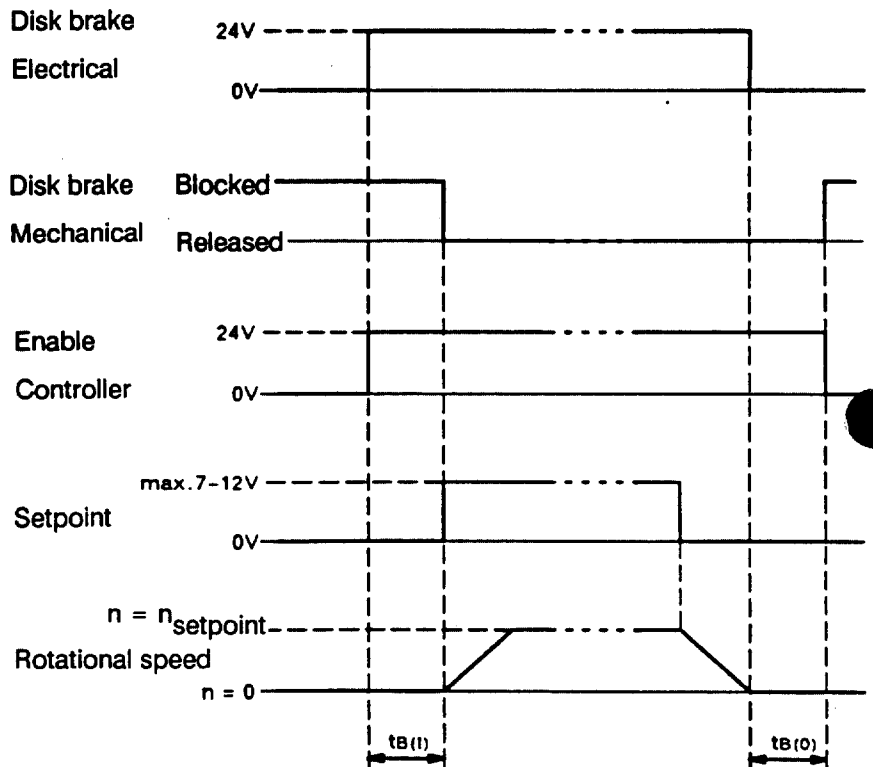 Disk brake
Electrical
24V
0V
Disk brake
Mechanical
Blocked
Released
Enable
Controller
24V
0V
Setpoint
max.7-12V
0V
n = nsetpoint
Rotational speed
n = 0
tB(I)
tB(O)